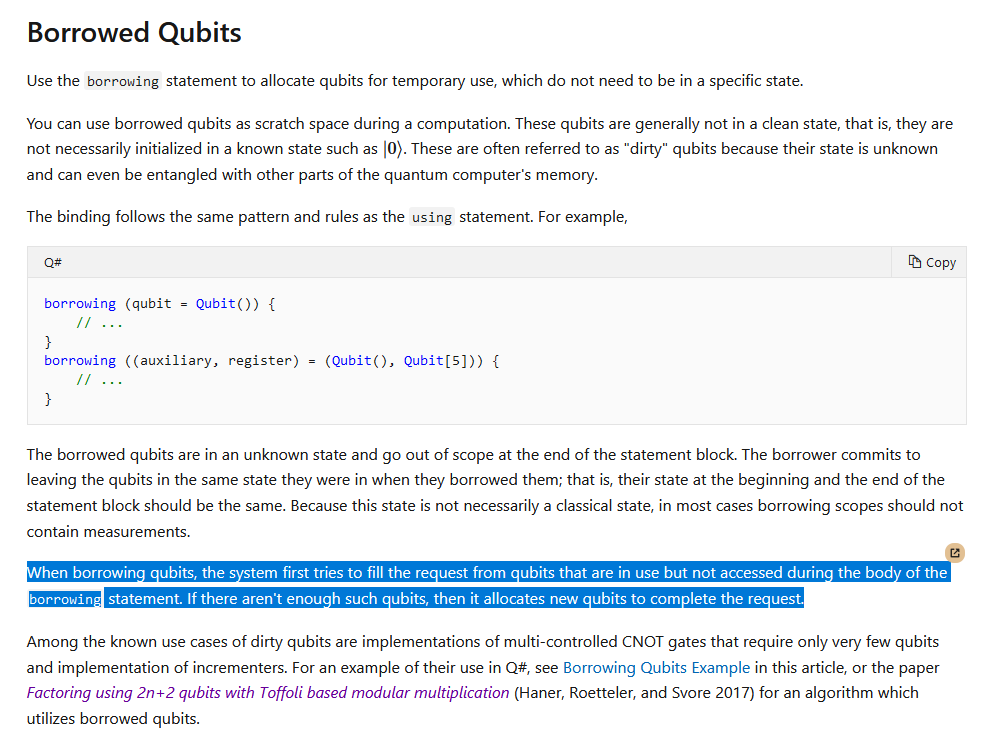 Borrowed Qubits
Use the borrowing statement to allocate qubits for temporary use, which do not need to be in a specific state.
You can use borrowed qubits as scratch space during a computation. These qubits are generally not in a clean state, that is, they are
not necessarily initialized in a known state such as |0⟩. These are often referred to as "dirty" qubits because their state is unknown
and can even be entangled with other parts of the quantum computer's memory.
The binding follows the same pattern and rules as the using statement. For example,
Q# Copy
borrowing (qubit = Qubit()) {
    // ...
}
borrowing ((auxiliary, register) = (Qubit(), Qubit[5])) {
    // ...
}
The borrowed qubits are in an unknown state and go out of scope at the end of the statement block. The borrower commits to
leaving the qubits in the same state they were in when they borrowed them; that is, their state at the beginning and the end of the
statement block should be the same. Because this state is not necessarily a classical state, in most cases borrowing scopes should not
contain measurements.
When borrowing qubits, the system first tries to fill the request from qubits that are in use but not accessed during the body of the
borrowing statement. If there aren't enough such qubits, then it allocates new qubits to complete the request.
Among the known use cases of dirty qubits are implementations of multi-controlled CNOT gates that require only very few qubits
and implementation of incrementers. For an example of their use in Q#, see Borrowing Qubits Example in this article, or the paper
Factoring using 2n+2 qubits with Toffoli based modular multiplication (Haner, Roetteler, and Svore 2017) for an algorithm which
utilizes borrowed qubits.